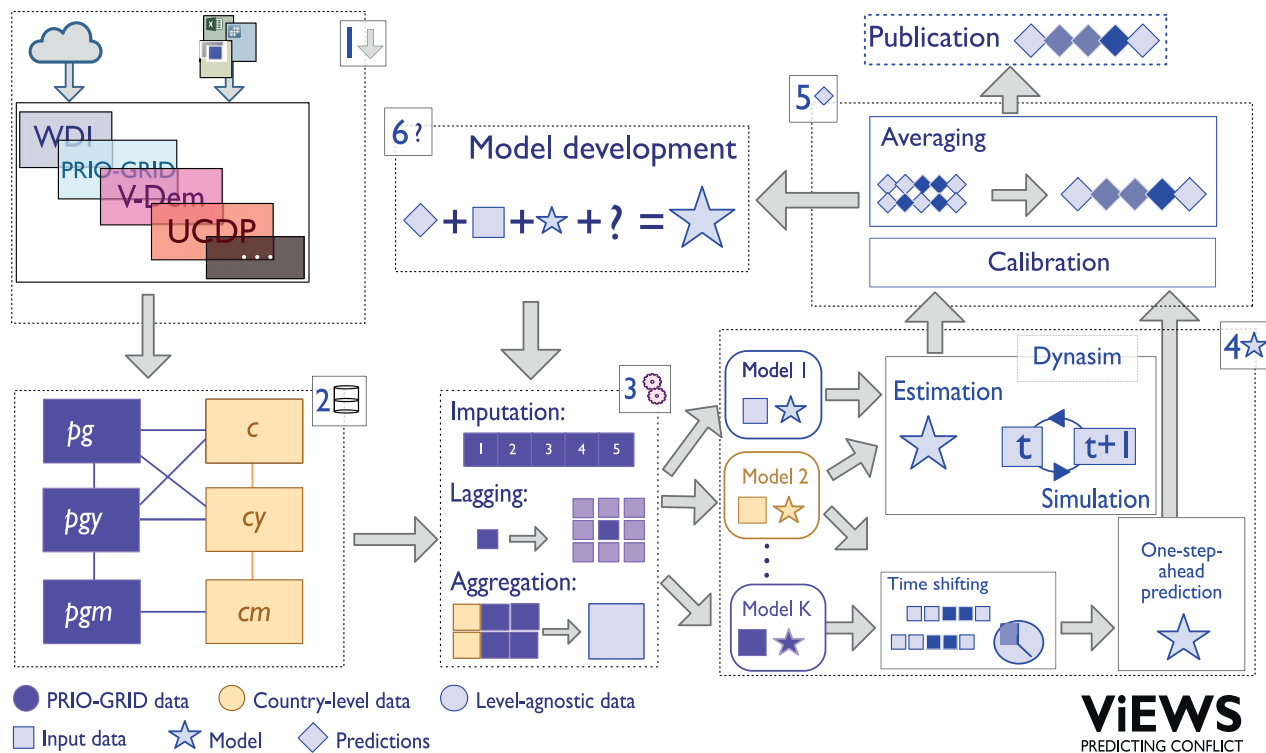 1
WDI
PRIO-GRID
V-Dem
UCDP
...
2
pg
c
pgy
cy
pgm
cm
6?
Model development
+ + + ? =
3
Imputation:
1 2 3 4 5
Lagging:
Aggregation:
Publication
5
Averaging
Calibration
4
Model 1
Model 2
Model K
Dynasim
Estimation
t
t+1
Simulation
Time shifting
One-step-
ahead
prediction
PRIO-GRID data
Country-level data
Level-agnostic data
Input data
Model
Predictions
ViEWS
PREDICTING CONFLICT